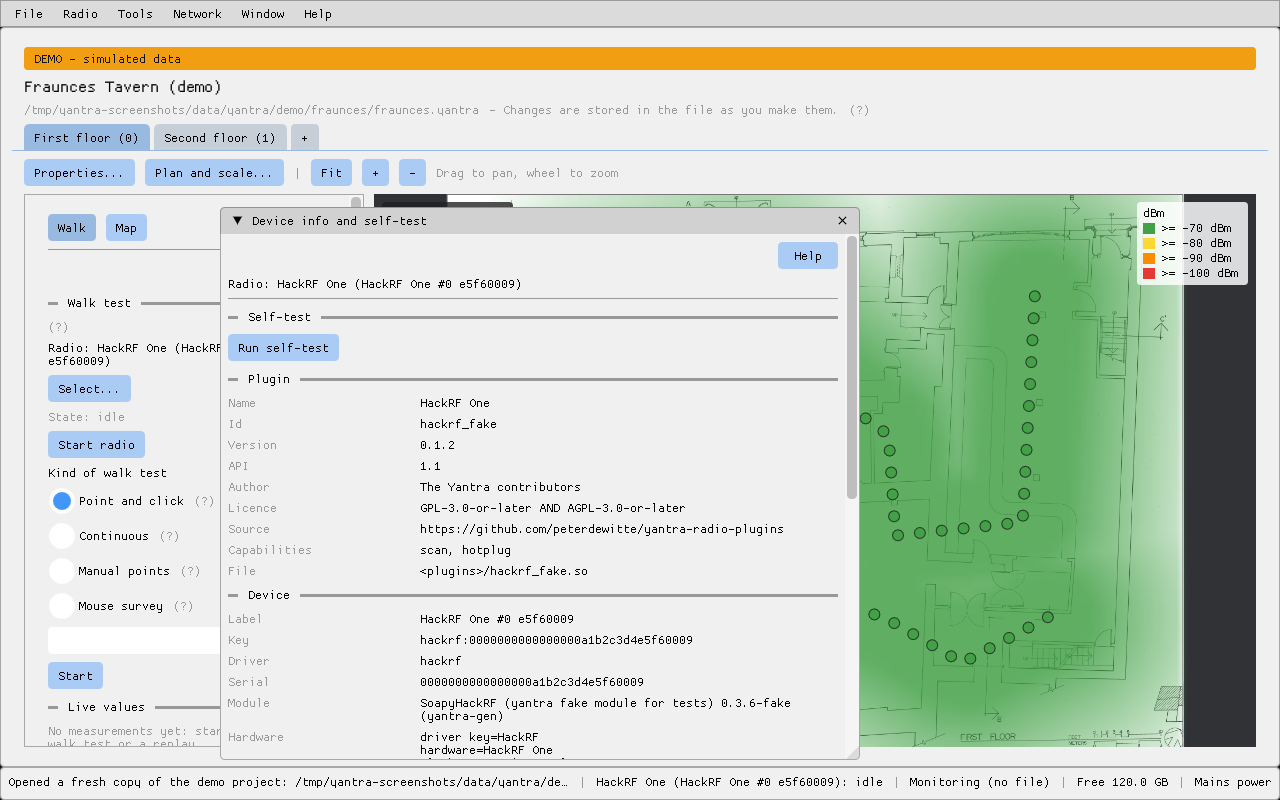 File Radio Tools Network Window Help
DEMO - simulated data
Fraunces Tavern (demo)
/tmp/yantra-screenshots/data/yantra/demo/fraunces/fraunces.yantra - Changes are stored in the file as you make them. (?)
First floor (0) Second floor (1) +
Properties... Plan and scale... | Fit + - Drag to pan, wheel to zoom
Walk Map
Walk test
(?)
Radio: HackRF One (HackRF
e5f60009)
Select...
State: idle
Start radio
Kind of walk test
Point and click (?)
Continuous (?)
Manual points (?)
Mouse survey (?)
Start
Live values
No measurements yet: star
walk test or a replay
Device info and self-test
Help
Radio: HackRF One (HackRF One #0 e5f60009)
Self-test
Run self-test
Plugin
Name HackRF One
Id hackrf_fake
Version 0.1.2
API 1.1
Author The Yantra contributors
Licence GPL-3.0-or-later AND AGPL-3.0-or-later
Source https://github.com/peterdewitte/yantra-radio-plugins
Capabilities scan, hotplug
File <plugins>/hackrf_fake.so
Device
Label HackRF One #0 e5f60009
Key hackrf:0000000000000000a1b2c3d4e5f60009
Driver hackrf
Serial 0000000000000000a1b2c3d4e5f60009
Module SoapyHackRF (yantra fake module for tests) 0.3.6-fake
(yantra-gen)
Hardware driver key=HackRF
hardware=HackRF One
dBm
>= -70 dBm
>= -80 dBm
>= -90 dBm
>= -100 dBm
FIRST FLOOR
Opened a fresh copy of the demo project: /tmp/yantra-screenshots/data/yantra/de… | HackRF One (HackRF One #0 e5f60009): idle | Monitoring (no file) | Free 120.0 GB | Mains power